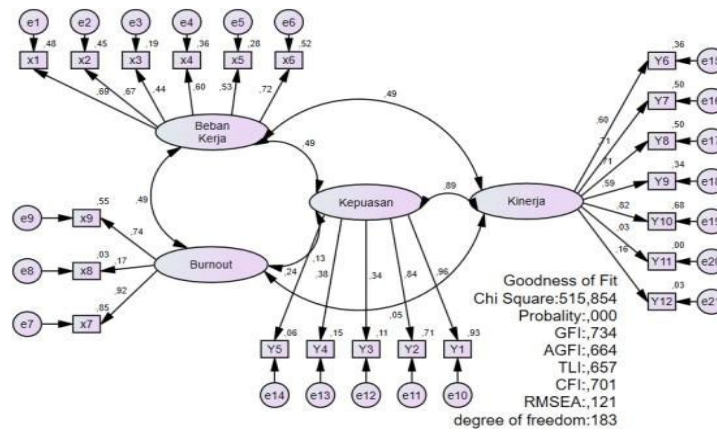 e1 e2 e3 e4 e5 e6
,48 ,45 ,19 ,36 ,28 ,52
x1 x2 x3 x4 x5 x6
,69 ,67 ,44 ,60 ,53 ,72
Beban
Kerja
,49
,49
,49
e9 ,55
x9
,74
e8 ,03
x8 ,17
,92
e7 ,85
x7
Burnout
,24
,05
Kepuasan
,89
Kinerja
,13 ,38 ,34 ,84 ,96
,06 ,15 ,11 ,71 ,93
Y5 Y4 Y3 Y2 Y1
e14 e13 e12 e11 e10
,36
Y6
,60
,50
Y7
,71
,50
Y8
,71
,34
Y9
,59
,68
Y10
,82
,00
Y11
,03
,03
Y12
,16
Goodness of Fit
Chi Square:515,854
Probality:,000
GFI:,734
AGFI:,664
TLI:,657
CFI:,701
RMSEA:,121
degree of freedom:183